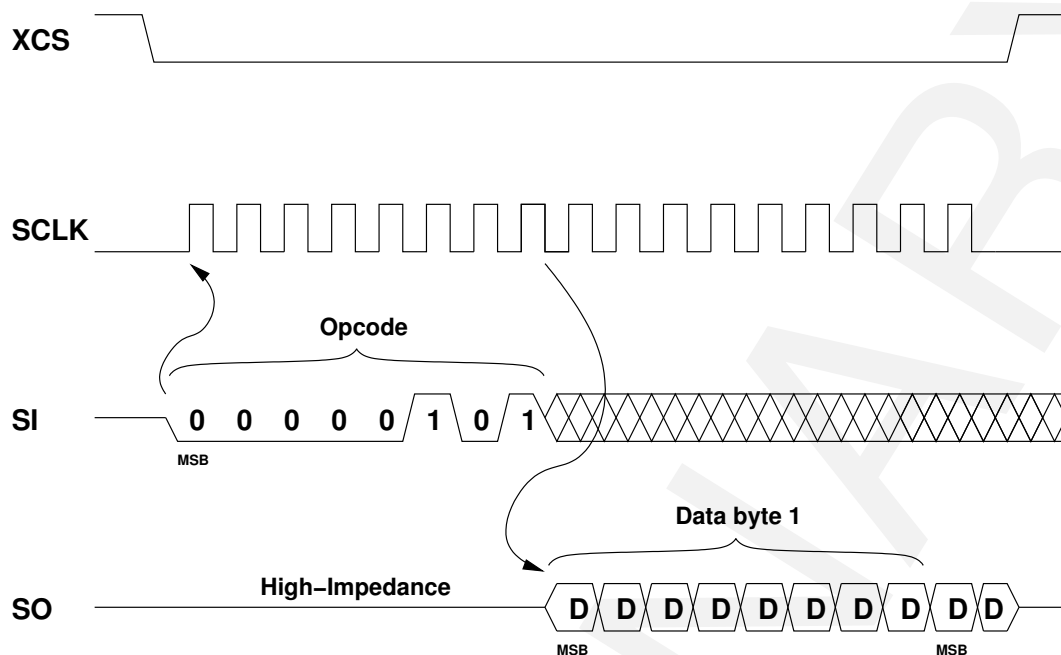 XCS
SCLK
Opcode
SI 0 0 0 0 0 1 0 1
MSB
Data byte 1
High–Impedance
SO D D D D D D D D D D
MSB MSB